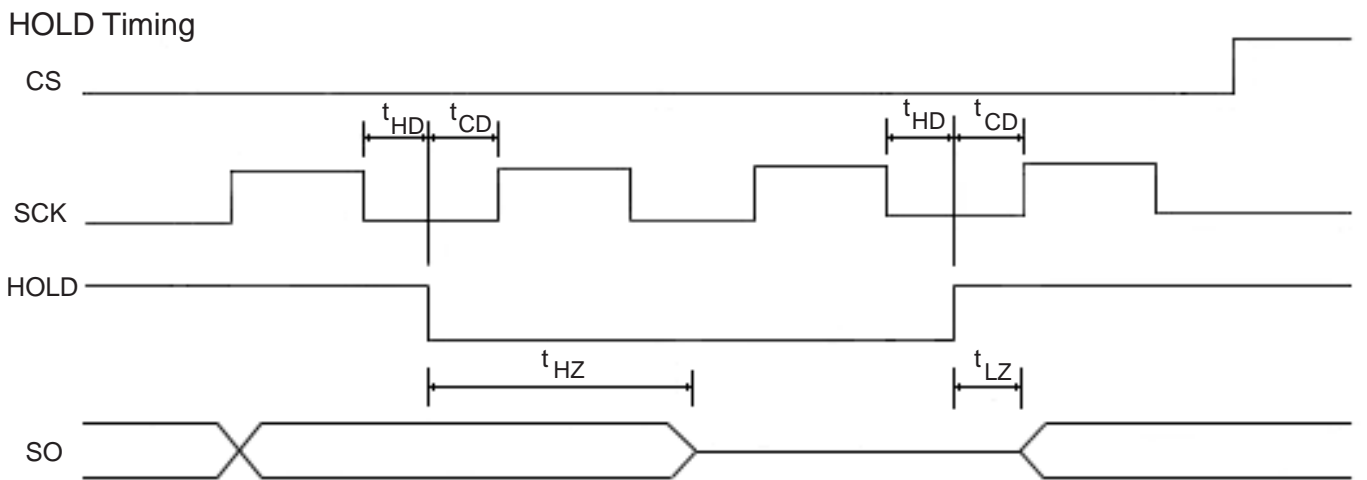 HOLD Timing
CS
tHD tCD tHD tCD
SCK
HOLD
tHZ tLZ
SO